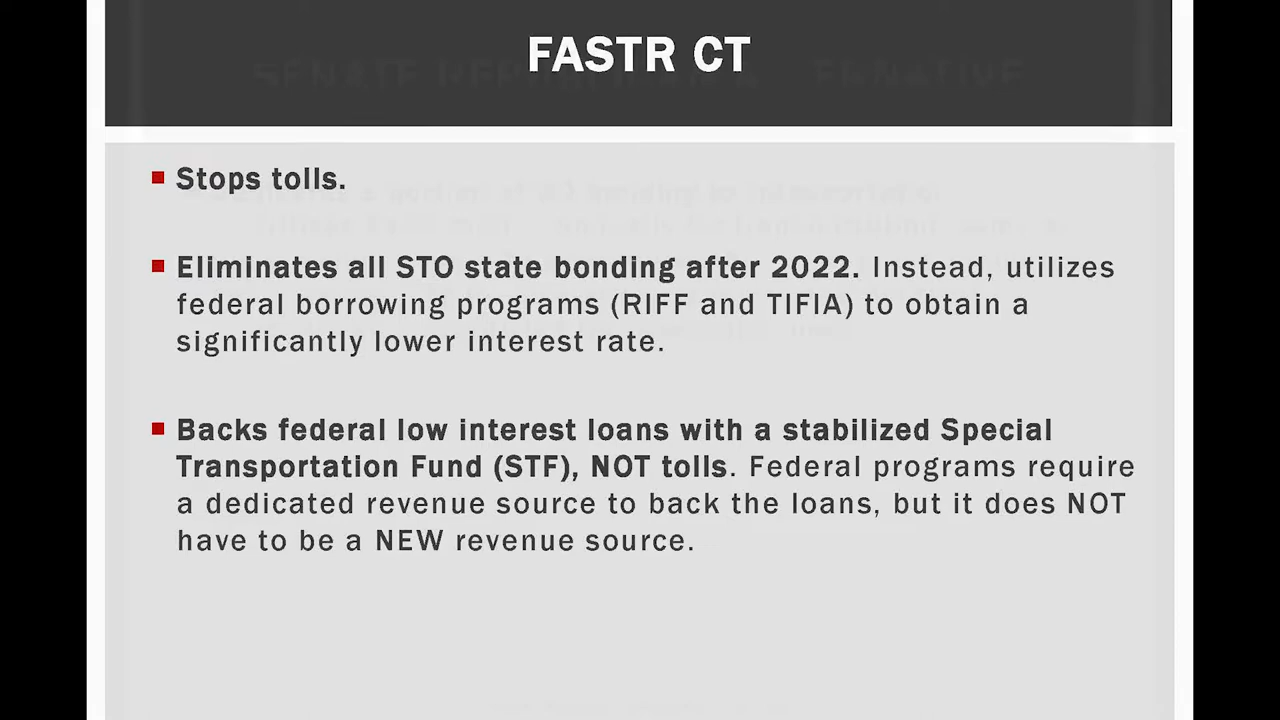 FASTR CT
Stops tolls.
Eliminates all STO state bonding after 2022. Instead, utilizes
federal borrowing programs (RIFF and TIFIA) to obtain a
significantly lower interest rate.
Backs federal low interest loans with a stabilized Special
Transportation Fund (STF), NOT tolls. Federal programs require
a dedicated revenue source to back the loans, but it does NOT
have to be a NEW revenue source.